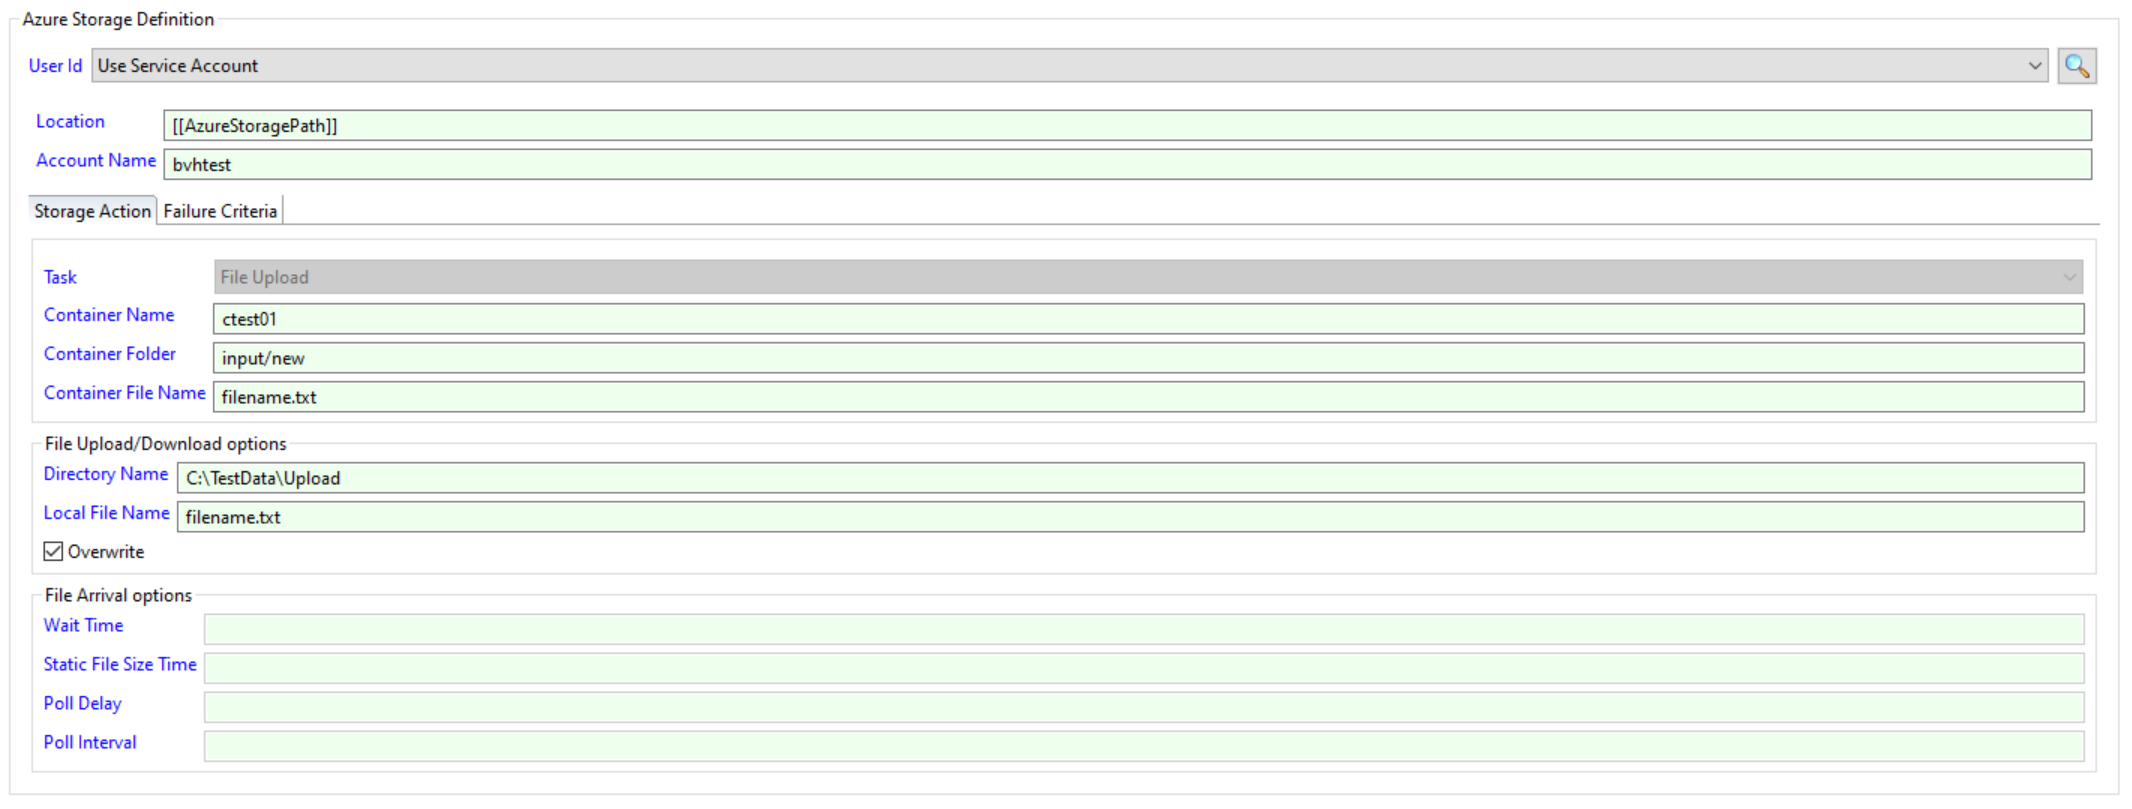 Azure Storage Definition
User Id Use Service Account
Location [[AzureStoragePath]]
Account Name bvhtest
Storage Action Failure Criteria
Task File Upload
Container Name ctest01
Container Folder input/new
Container File Name filename.txt
File Upload/Download options
Directory Name C:\TestData\Upload
Local File Name filename.txt
Overwrite
File Arrival options
Wait Time
Static File Size Time
Poll Delay
Poll Interval